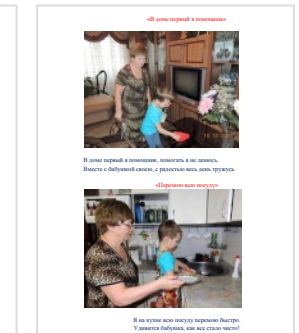 «В доме первый я помощник»
В доме первый я помощник, помогать я не ленюсь.
Вместе с бабушкой своею, с радостью весь день тружусь.
«Перемою всю посуду»
Я на кухне всю посуду перемою быстро.
Удивится бабушка, как все стало чисто!